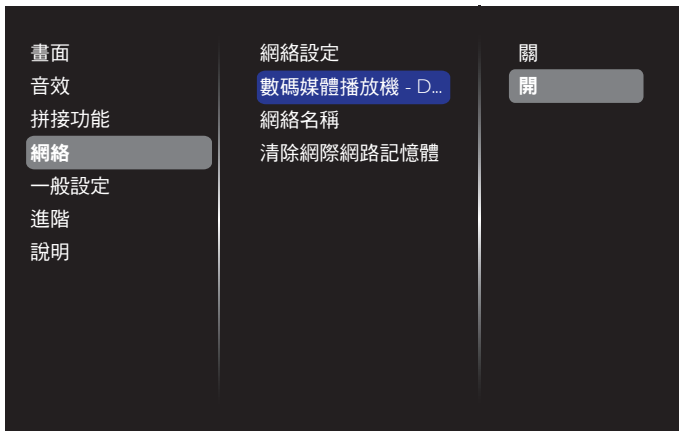 畫面
音效
拼接功能
網絡
一般設定
進階
說明
網絡設定
數碼媒體播放機 - D...
網絡名稱
清除網際網路記憶體
關
開